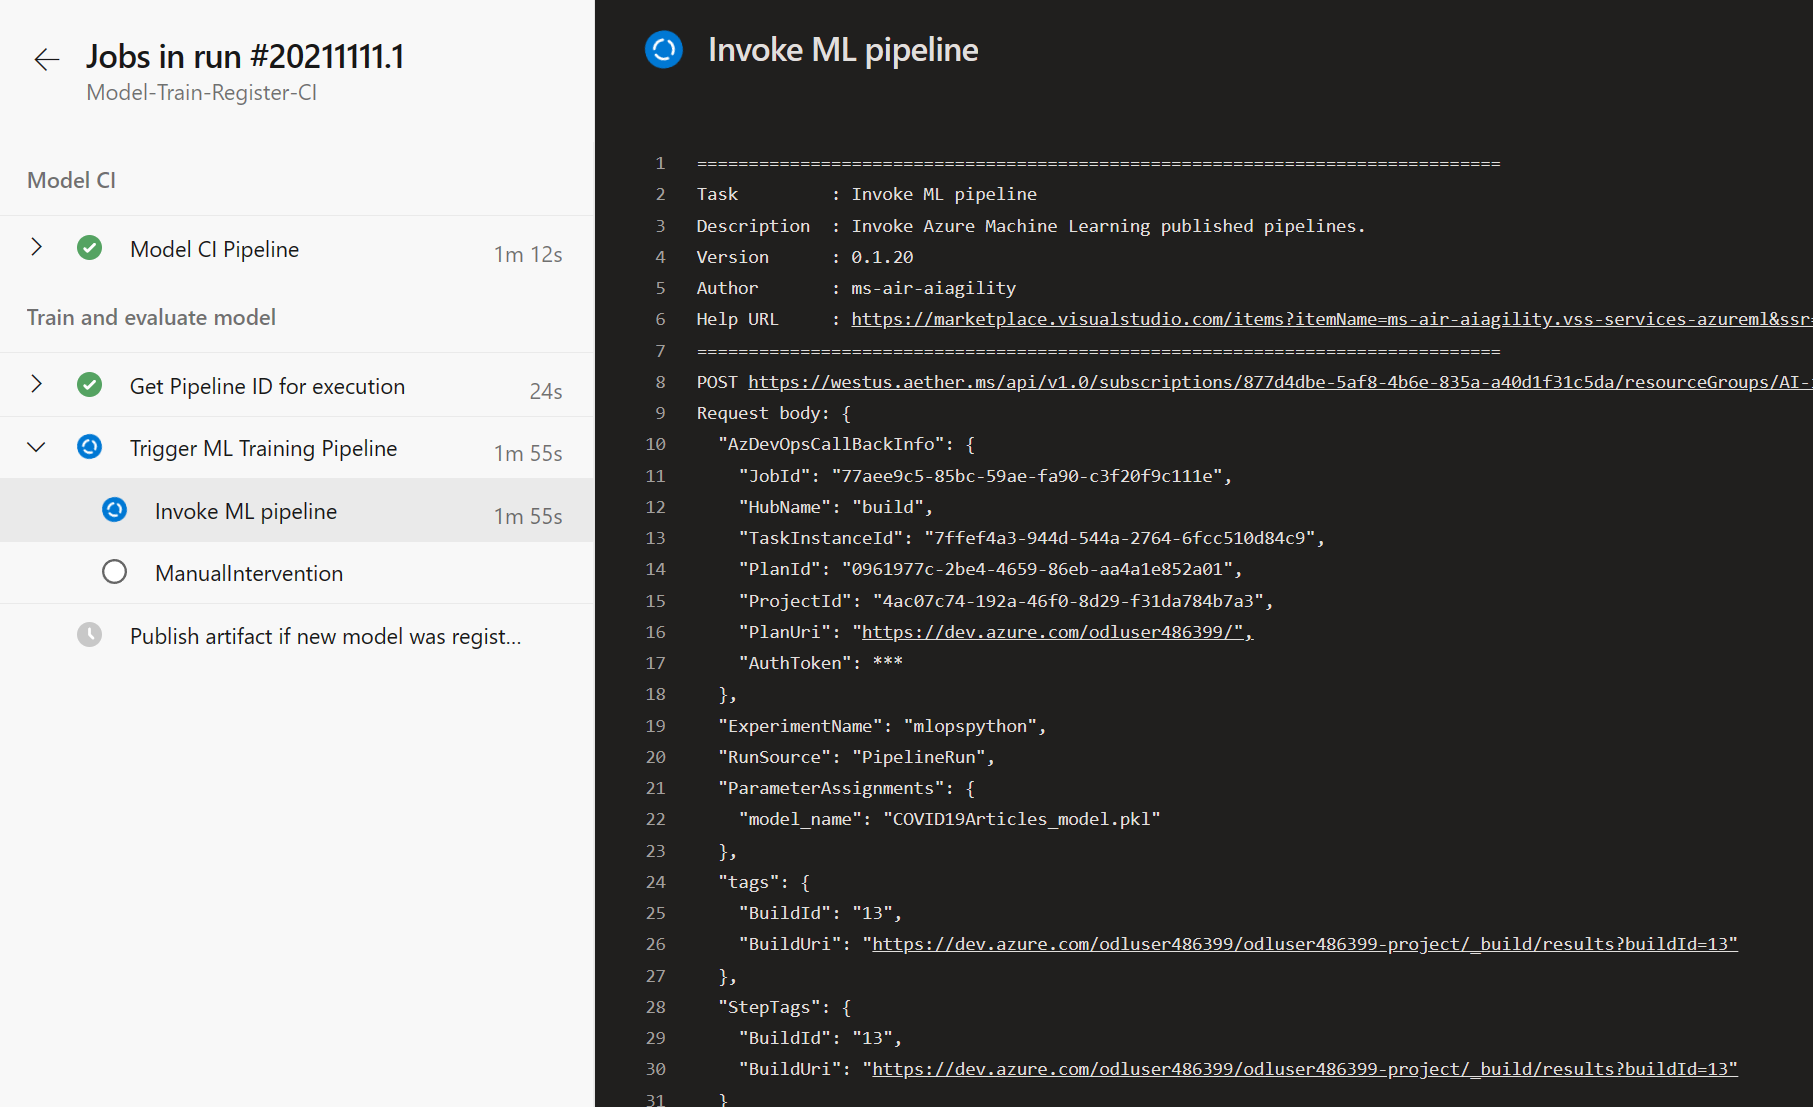 Jobs in run #20211111.1
Model-Train-Register-CI
Model CI
Model CI Pipeline 1m 12s
Train and evaluate model
Get Pipeline ID for execution 24s
Trigger ML Training Pipeline 1m 55s
Invoke ML pipeline 1m 55s
ManualIntervention
Publish artifact if new model was regist...
Invoke ML pipeline
1 ==============================================================================
2 Task         : Invoke ML pipeline
3 Description  : Invoke Azure Machine Learning published pipelines.
4 Version      : 0.1.20
5 Author       : ms-air-aiagility
6 Help URL     : https://marketplace.visualstudio.com/items?itemName=ms-air-aiagility.vss-services-azureml&ssr=
7 ==============================================================================
8 POST https://westus.aether.ms/api/v1.0/subscriptions/877d4dbe-5af8-4b6e-835a-a40d1f31c5da/resourceGroups/AI-
9 Request body: {
10   "AzDevOpsCallBackInfo": {
11     "JobId": "77aee9c5-85bc-59ae-fa90-c3f20f9c111e",
12     "HubName": "build",
13     "TaskInstanceId": "7ffef4a3-944d-544a-2764-6fcc510d84c9",
14     "PlanId": "0961977c-2be4-4659-86eb-aa4a1e852a01",
15     "ProjectId": "4ac07c74-192a-46f0-8d29-f31da784b7a3",
16     "PlanUri": "https://dev.azure.com/odluser486399/",
17     "AuthToken": ***
18   },
19   "ExperimentName": "mlopspython",
20   "RunSource": "PipelineRun",
21   "ParameterAssignments": {
22     "model_name": "COVID19Articles_model.pkl"
23   },
24   "tags": {
25     "BuildId": "13",
26     "BuildUri": "https://dev.azure.com/odluser486399/odluser486399-project/_build/results?buildId=13"
27   },
28   "StepTags": {
29     "BuildId": "13",
30     "BuildUri": "https://dev.azure.com/odluser486399/odluser486399-project/_build/results?buildId=13"
31   }